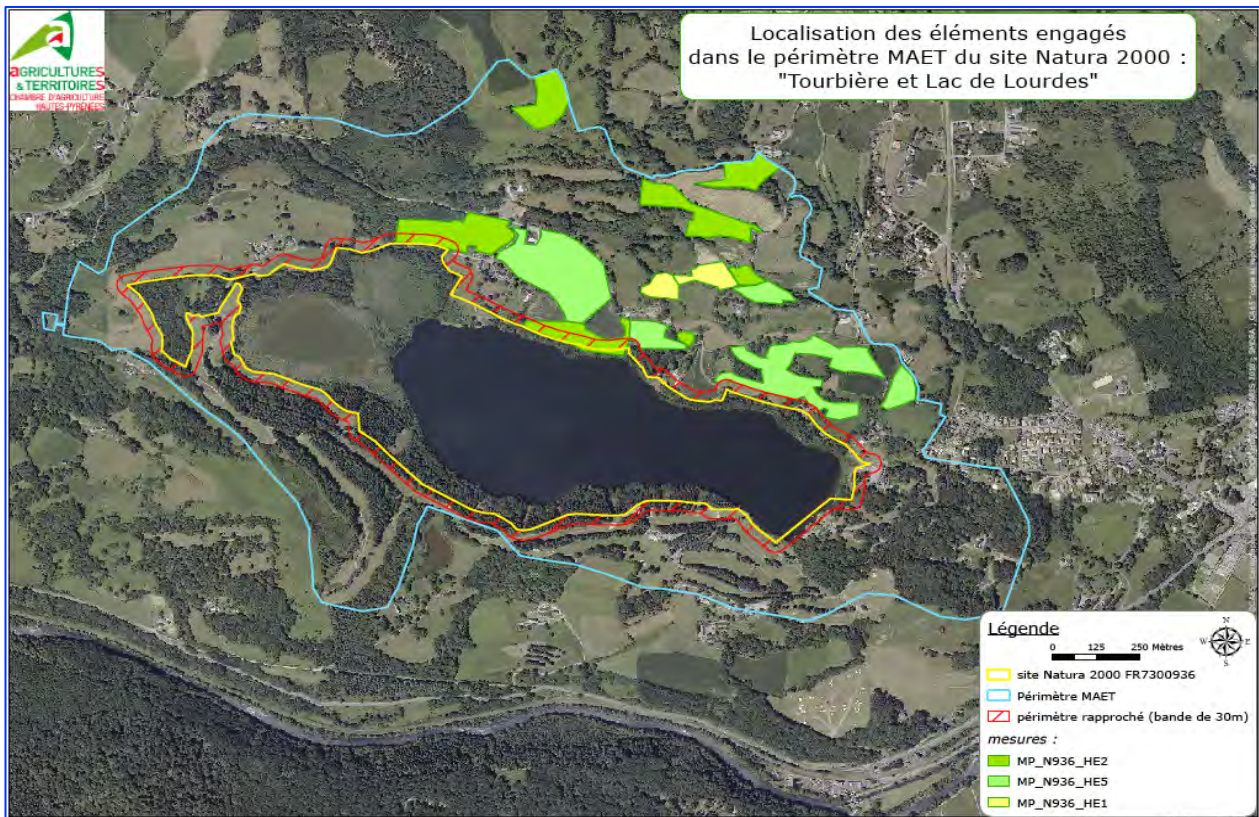 aGRICULTURES
& TERRITOIRES
CHAMBRE D'AGRICULTURE
HAUTES-PYRÉNÉES
Localisation des éléments engagés
dans le périmètre MAET du site Natura 2000 :
"Tourbière et Lac de Lourdes"
Légende
0 125 250 Mètres
N
W E
S
site Natura 2000 FR7300936
Périmètre MAET
périmètre rapproché (bande de 30m)
mesures :
MP_N936_HE2
MP_N936_HE5
MP_N936_HE1